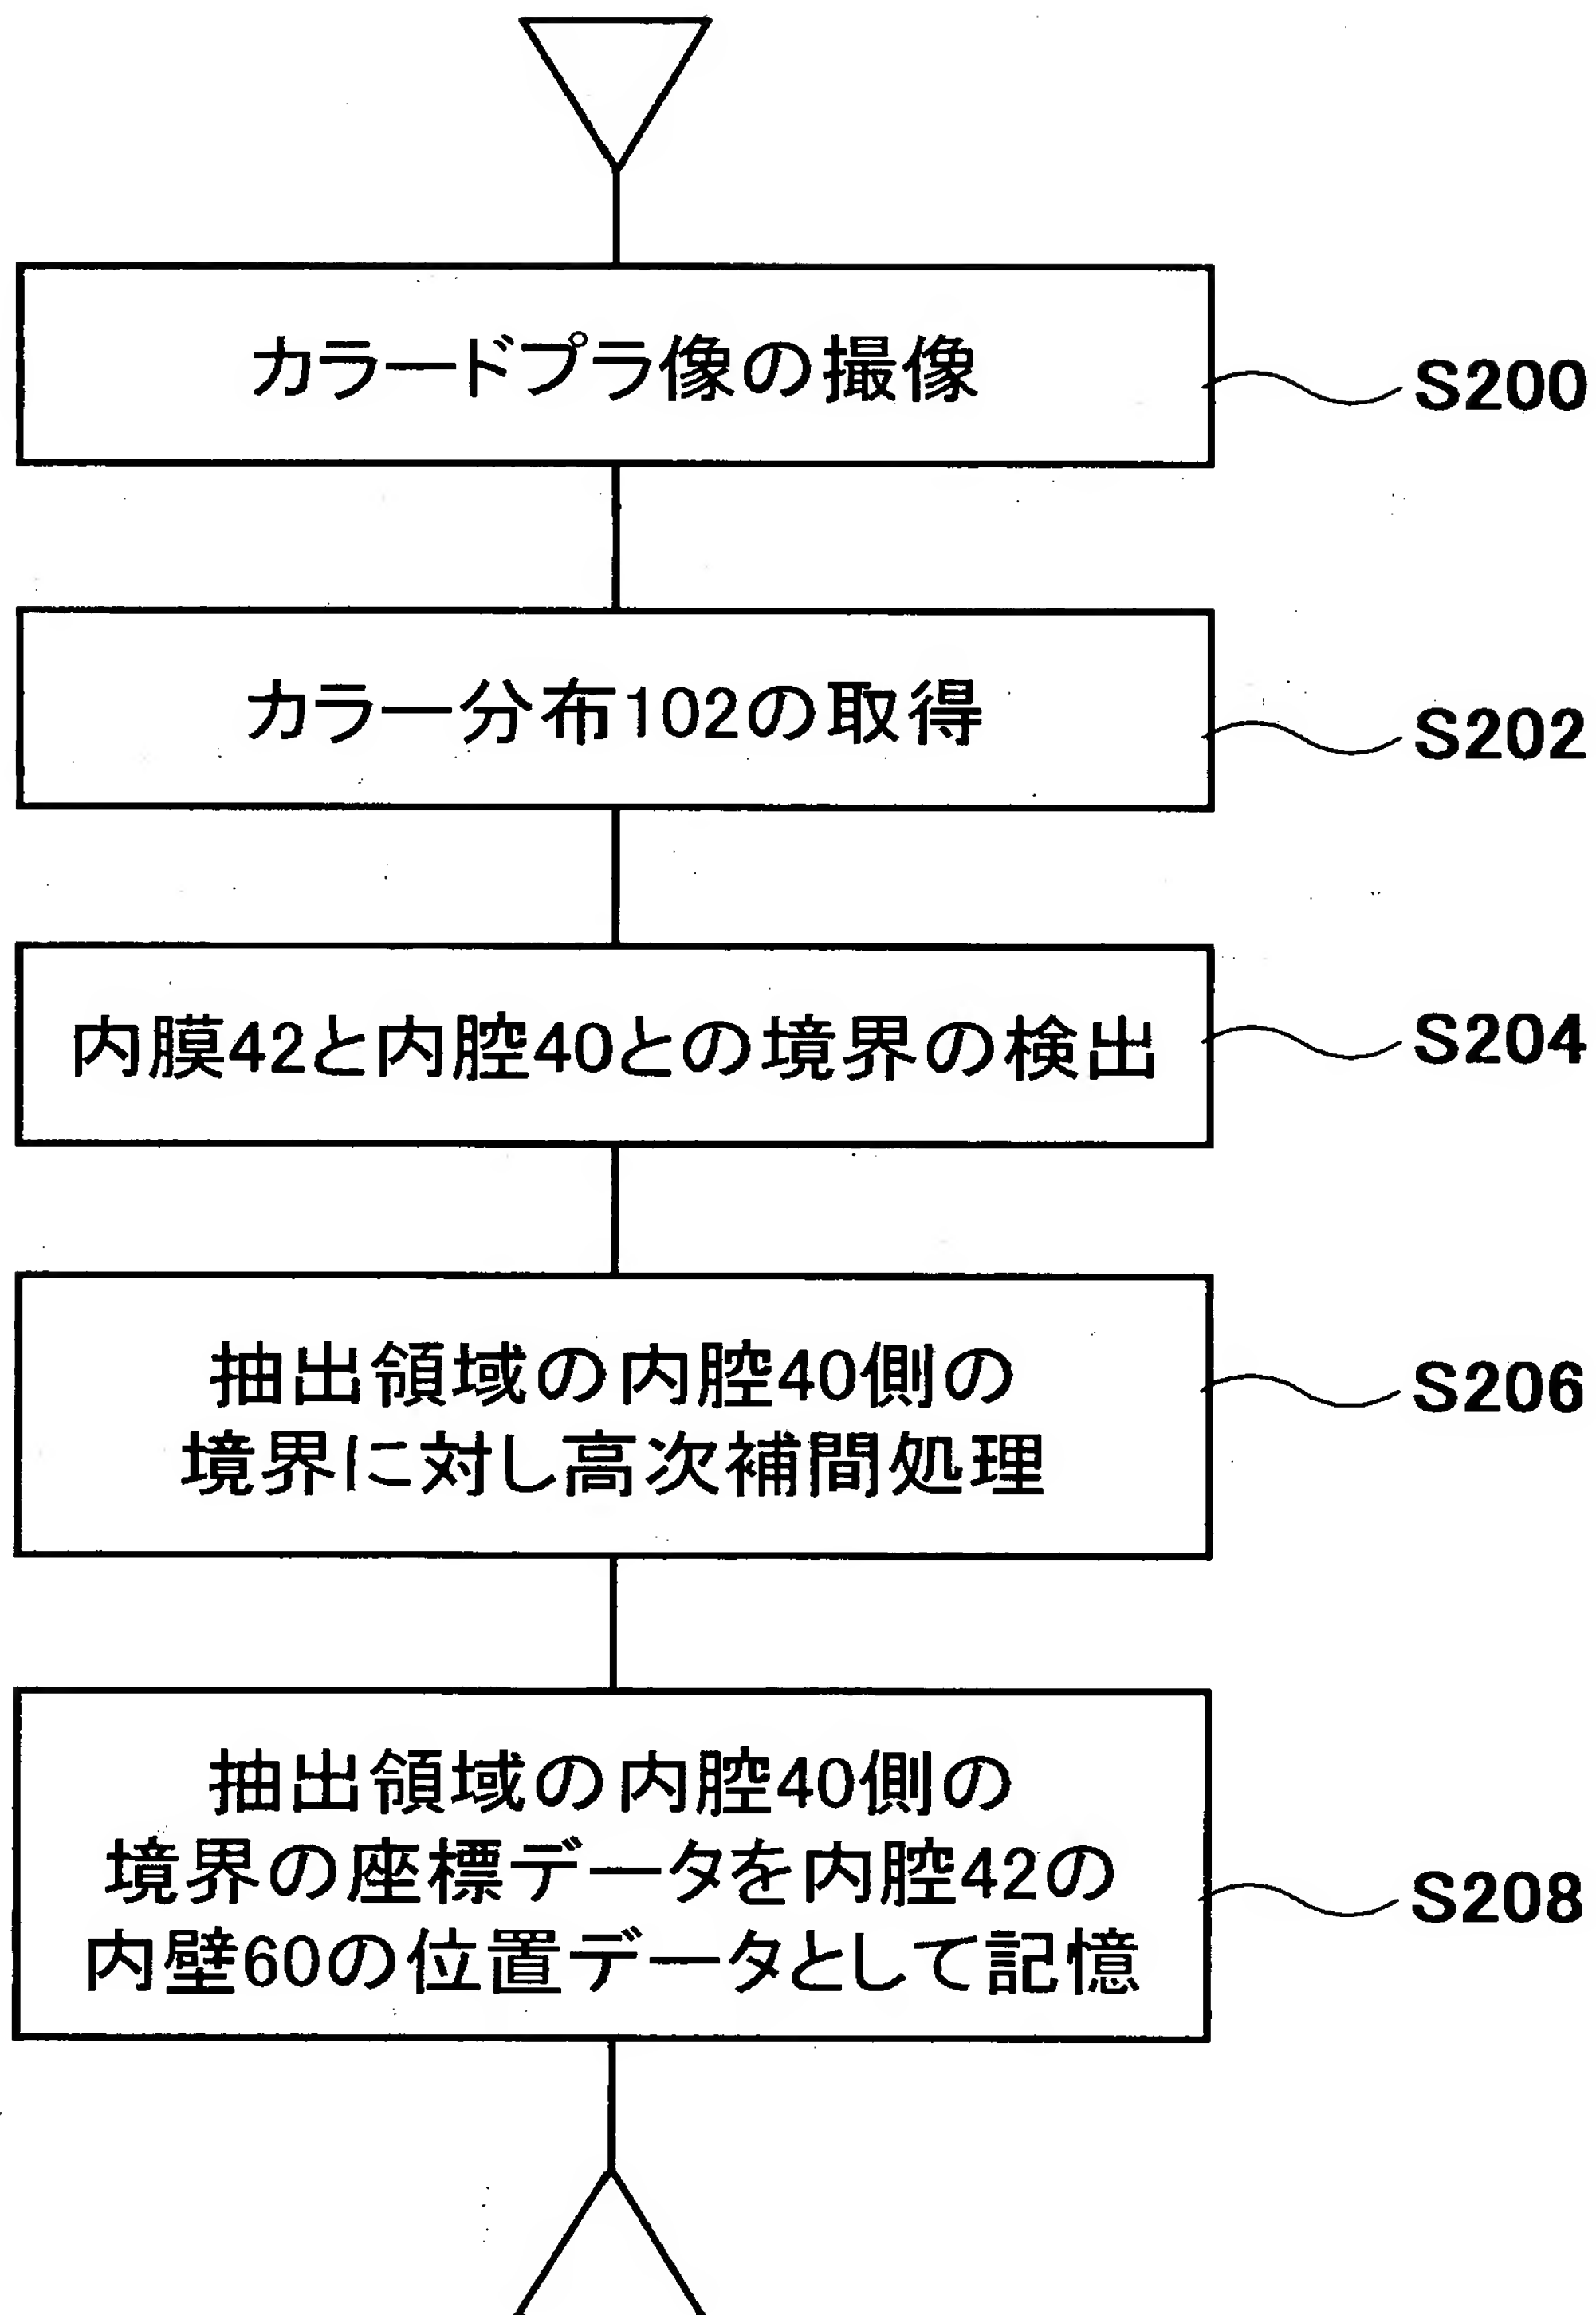 カラードプラ像の撮像
S200
カラー分布102の取得
S202
内膜42と内腔40との境界の検出
S204
抽出領域の内腔40側の
境界に対し高次補間処理
S206
抽出領域の内腔40側の
境界の座標データを内腔42の
内壁60の位置データとして記憶
S208